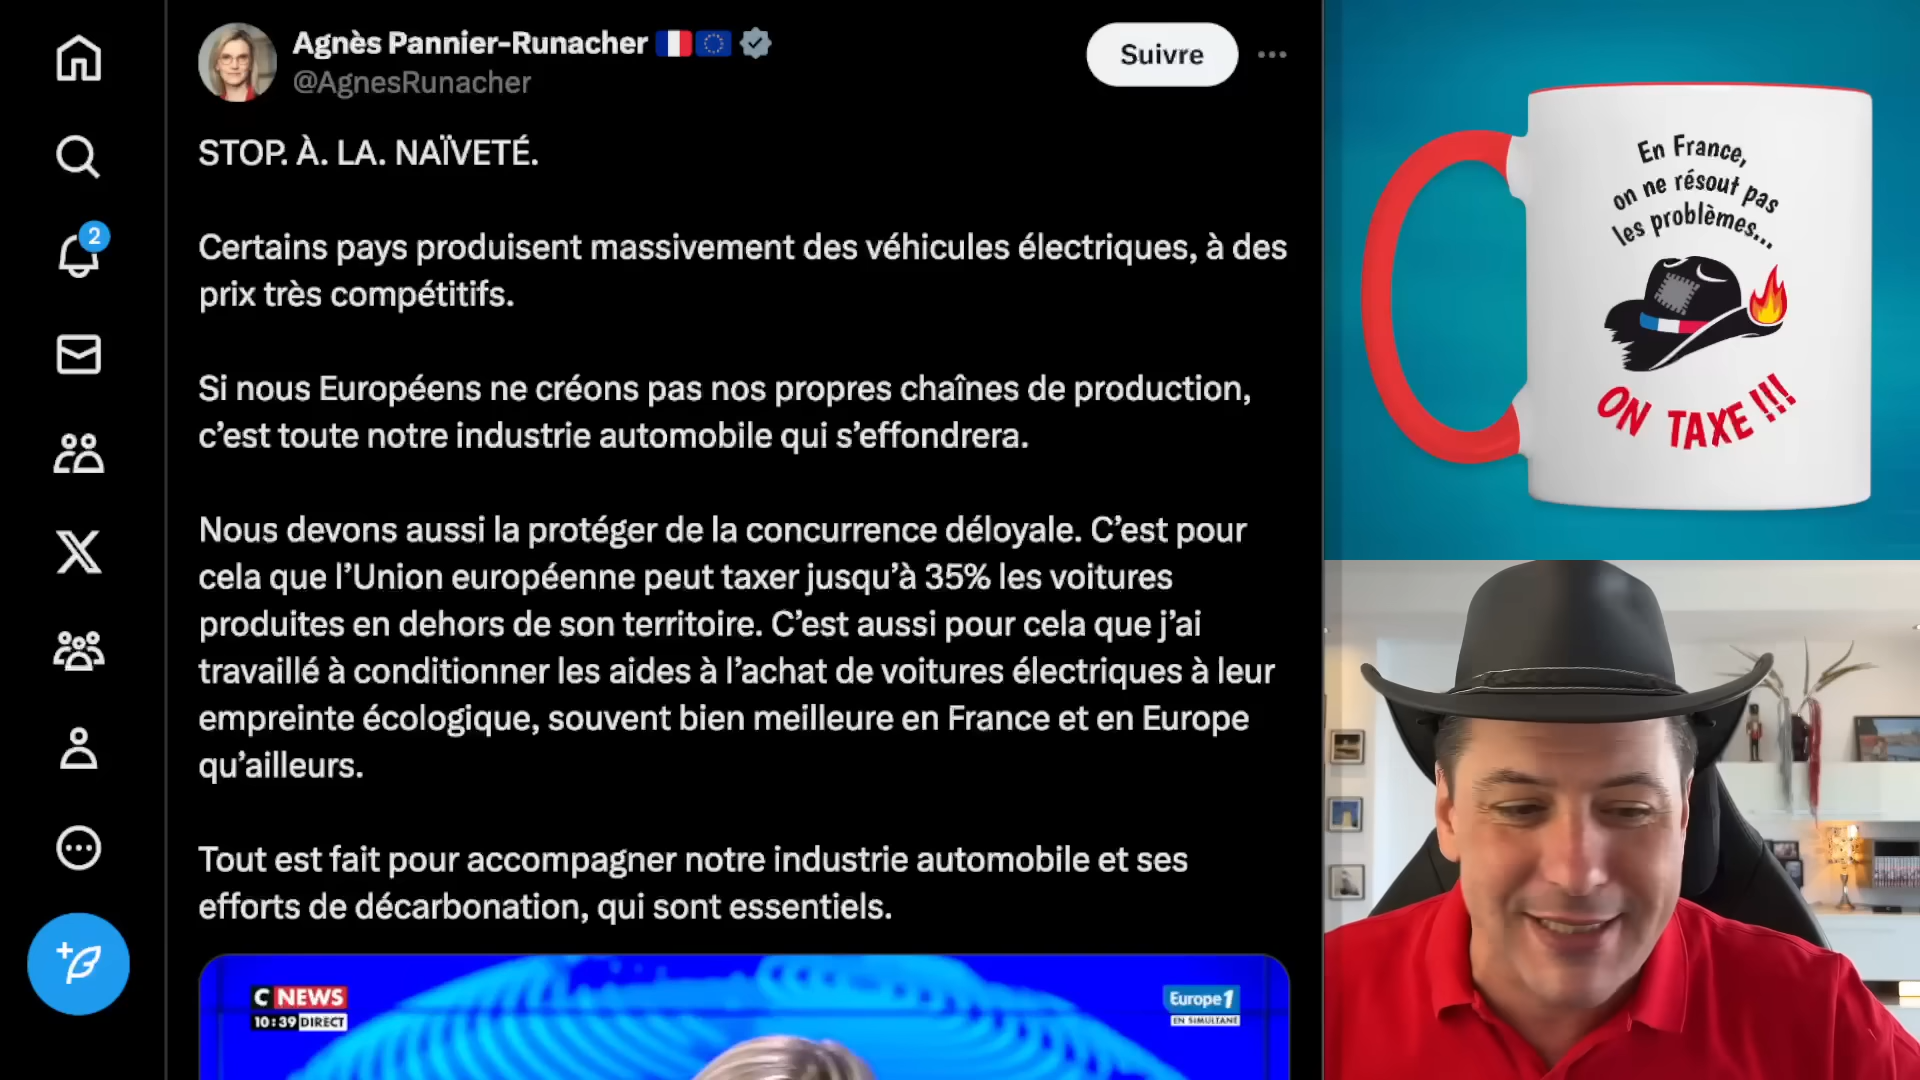 Agnès Pannier-Runacher
@AgnesRunacher
Suivre
STOP. À. LA. NAÏVETÉ.
Certains pays produisent massivement des véhicules électriques, à des
prix très compétitifs.
Si nous Européens ne créons pas nos propres chaînes de production,
c’est toute notre industrie automobile qui s’effondrera.
Nous devons aussi la protéger de la concurrence déloyale. C’est pour
cela que l’Union européenne peut taxer jusqu’à 35% les voitures
produites en dehors de son territoire. C’est aussi pour cela que j’ai
travaillé à conditionner les aides à l’achat de voitures électriques à leur
empreinte écologique, souvent bien meilleure en France et en Europe
qu’ailleurs.
Tout est fait pour accompagner notre industrie automobile et ses
efforts de décarbonation, qui sont essentiels.
C NEWS
10:39 DIRECT
Europe 1
EN SIMULTANÉ
2
En France,
on ne résout pas
les problèmes...
ON TAXE !!!